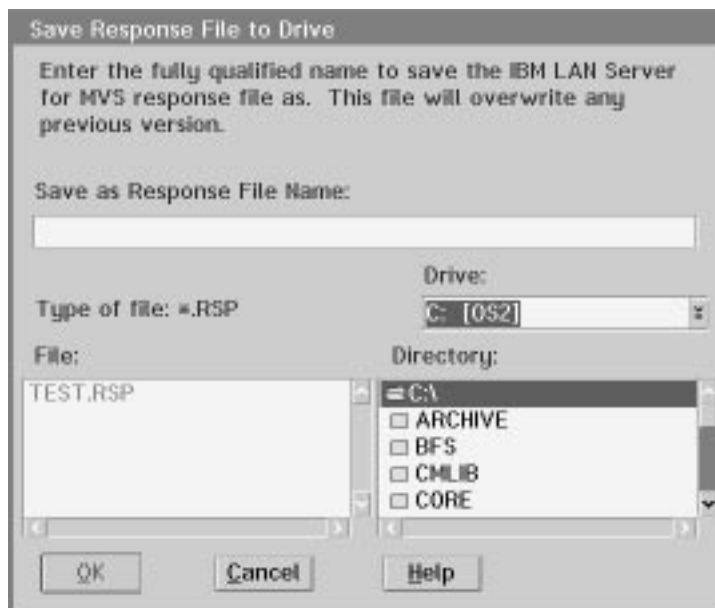 Save Response File to Drive
Enter the fully qualified name to save the IBM LAN Server
for MVS response file as. This file will overwrite any
previous version.
Save as Response File Name:
Drive:
Type of file: *.RSP
C: [OS2]
File:
Directory:
TEST.RSP
C:\
ARCHIVE
BFS
CMLIB
CORE
OK
Cancel
Help